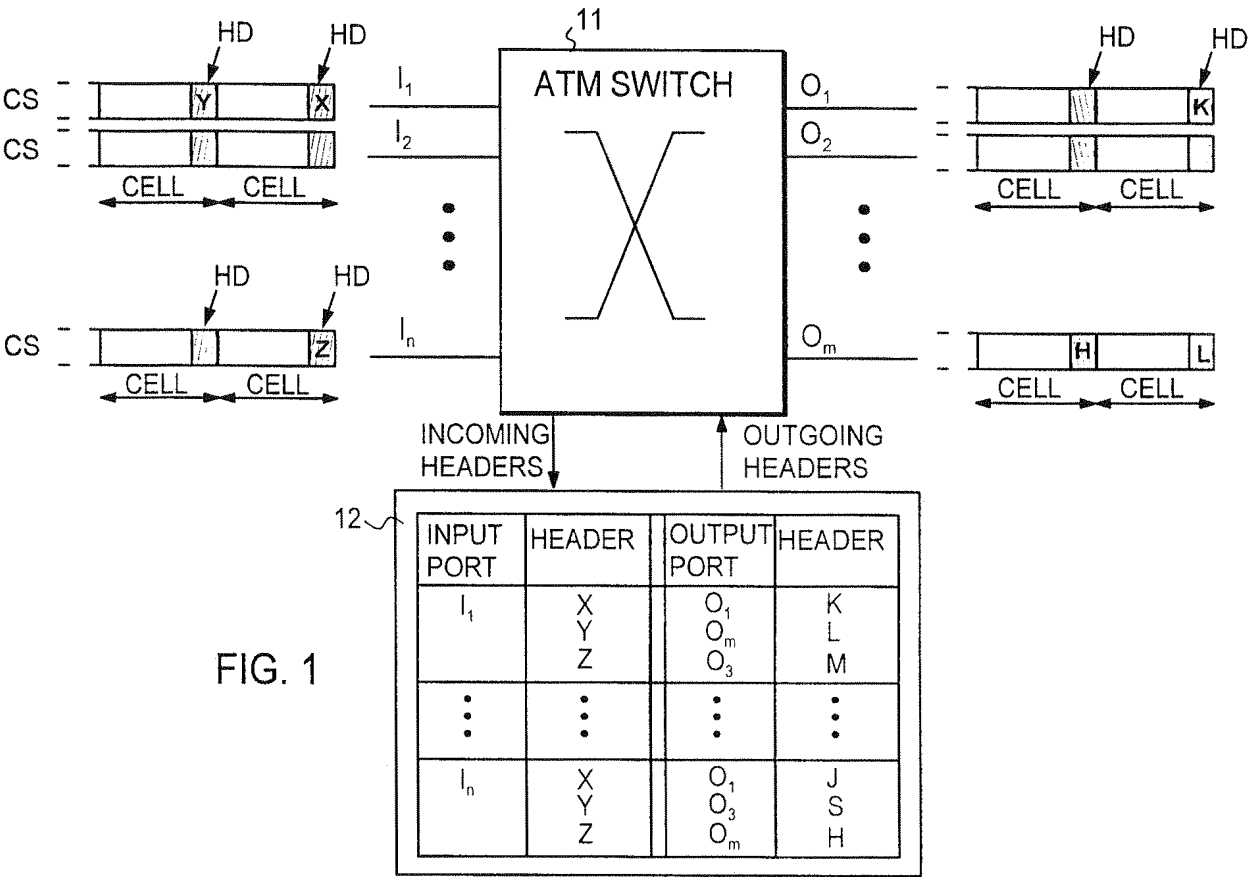 11
HD HD
HD HD
ATM SWITCH
CS Y X
I1
O1
K
CS
I2
O2
CELL CELL
CELL CELL
HD HD
CS Z
In
Om
H L
CELL CELL
CELL CELL
INCOMING HEADERS
OUTGOING HEADERS
12
INPUT PORT HEADER OUTPUT PORT HEADER
I1 X O1 K
Y Om L
Z O3 M
In X O1 J
Y O3 S
Z Om H
FIG. 1